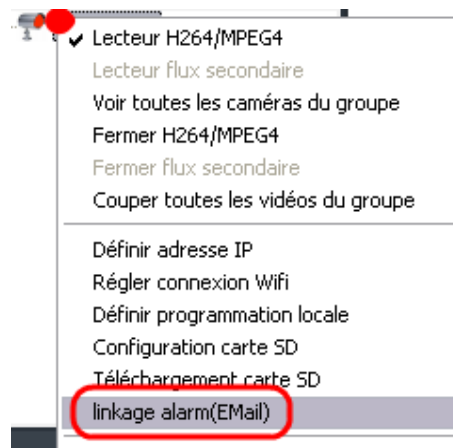 Lecteur H264/MPEG4
Lecteur flux secondaire
Voir toutes les caméras du groupe
Fermer H264/MPEG4
Fermer flux secondaire
Couper toutes les vidéos du groupe
Définir adresse IP
Régler connexion Wifi
Définir programmation locale
Configuration carte SD
Téléchargement carte SD
linkage alarm(EMail)